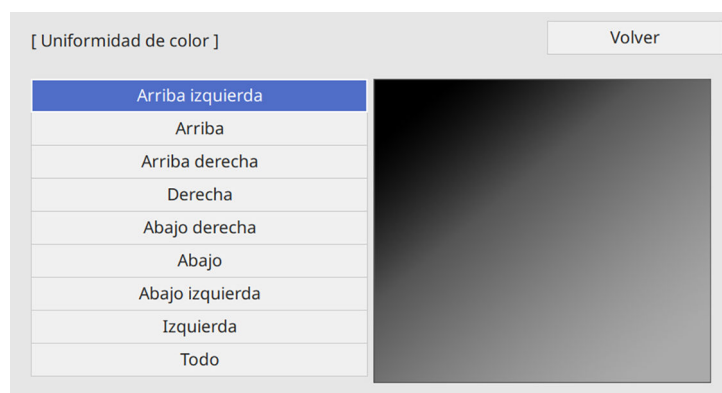 [ Uniformidad de color ]
Volver
Arriba izquierda
Arriba
Arriba derecha
Derecha
Abajo derecha
Abajo
Abajo izquierda
Izquierda
Todo